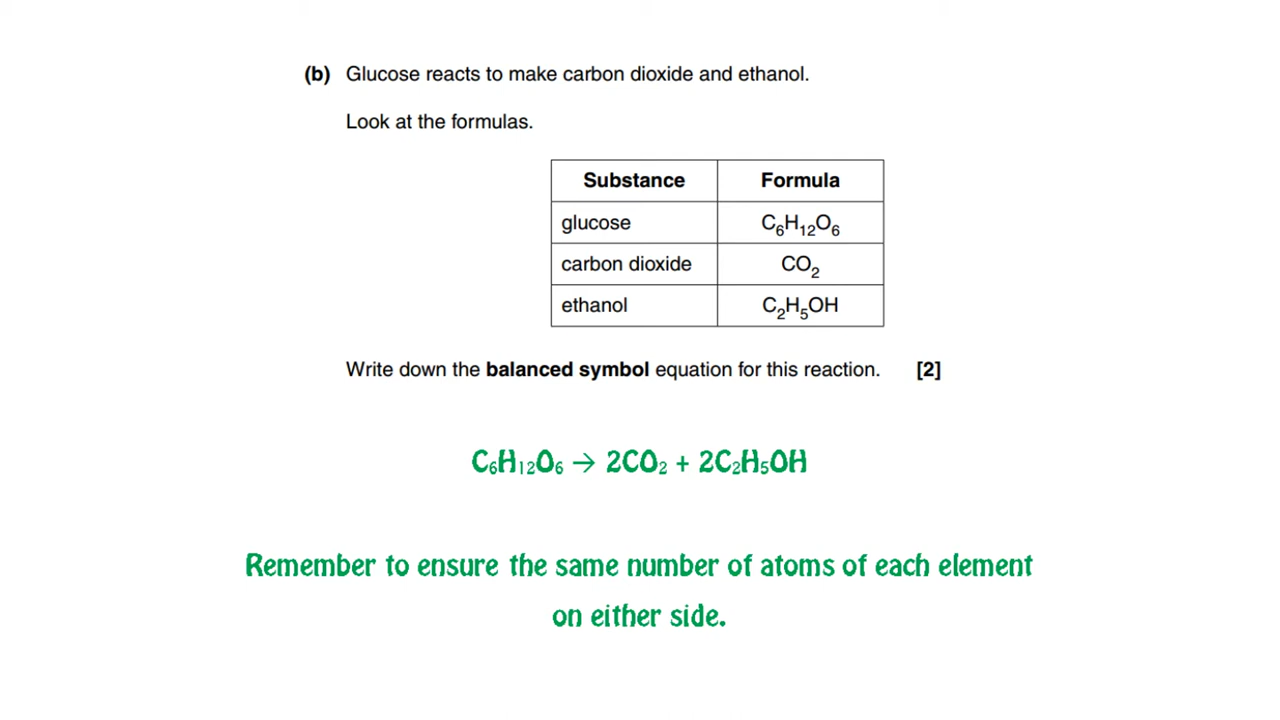 (b) Glucose reacts to make carbon dioxide and ethanol.
Look at the formulas.
Substance Formula
glucose C₆H₁₂O₆
carbon dioxide CO₂
ethanol C₂H₅OH
Write down the balanced symbol equation for this reaction. [2]
C₆H₁₂O₆ → 2CO₂ + 2C₂H₅OH
Remember to ensure the same number of atoms of each element
on either side.